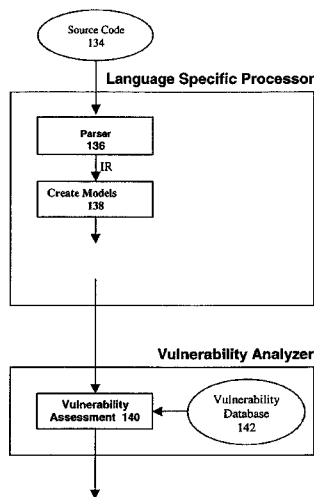 Source Code
134
Language Specific Processor
Parser
136
IR
Create Models
138
Vulnerability Analyzer
Vulnerability
Assessment 140
Vulnerability
Database
142